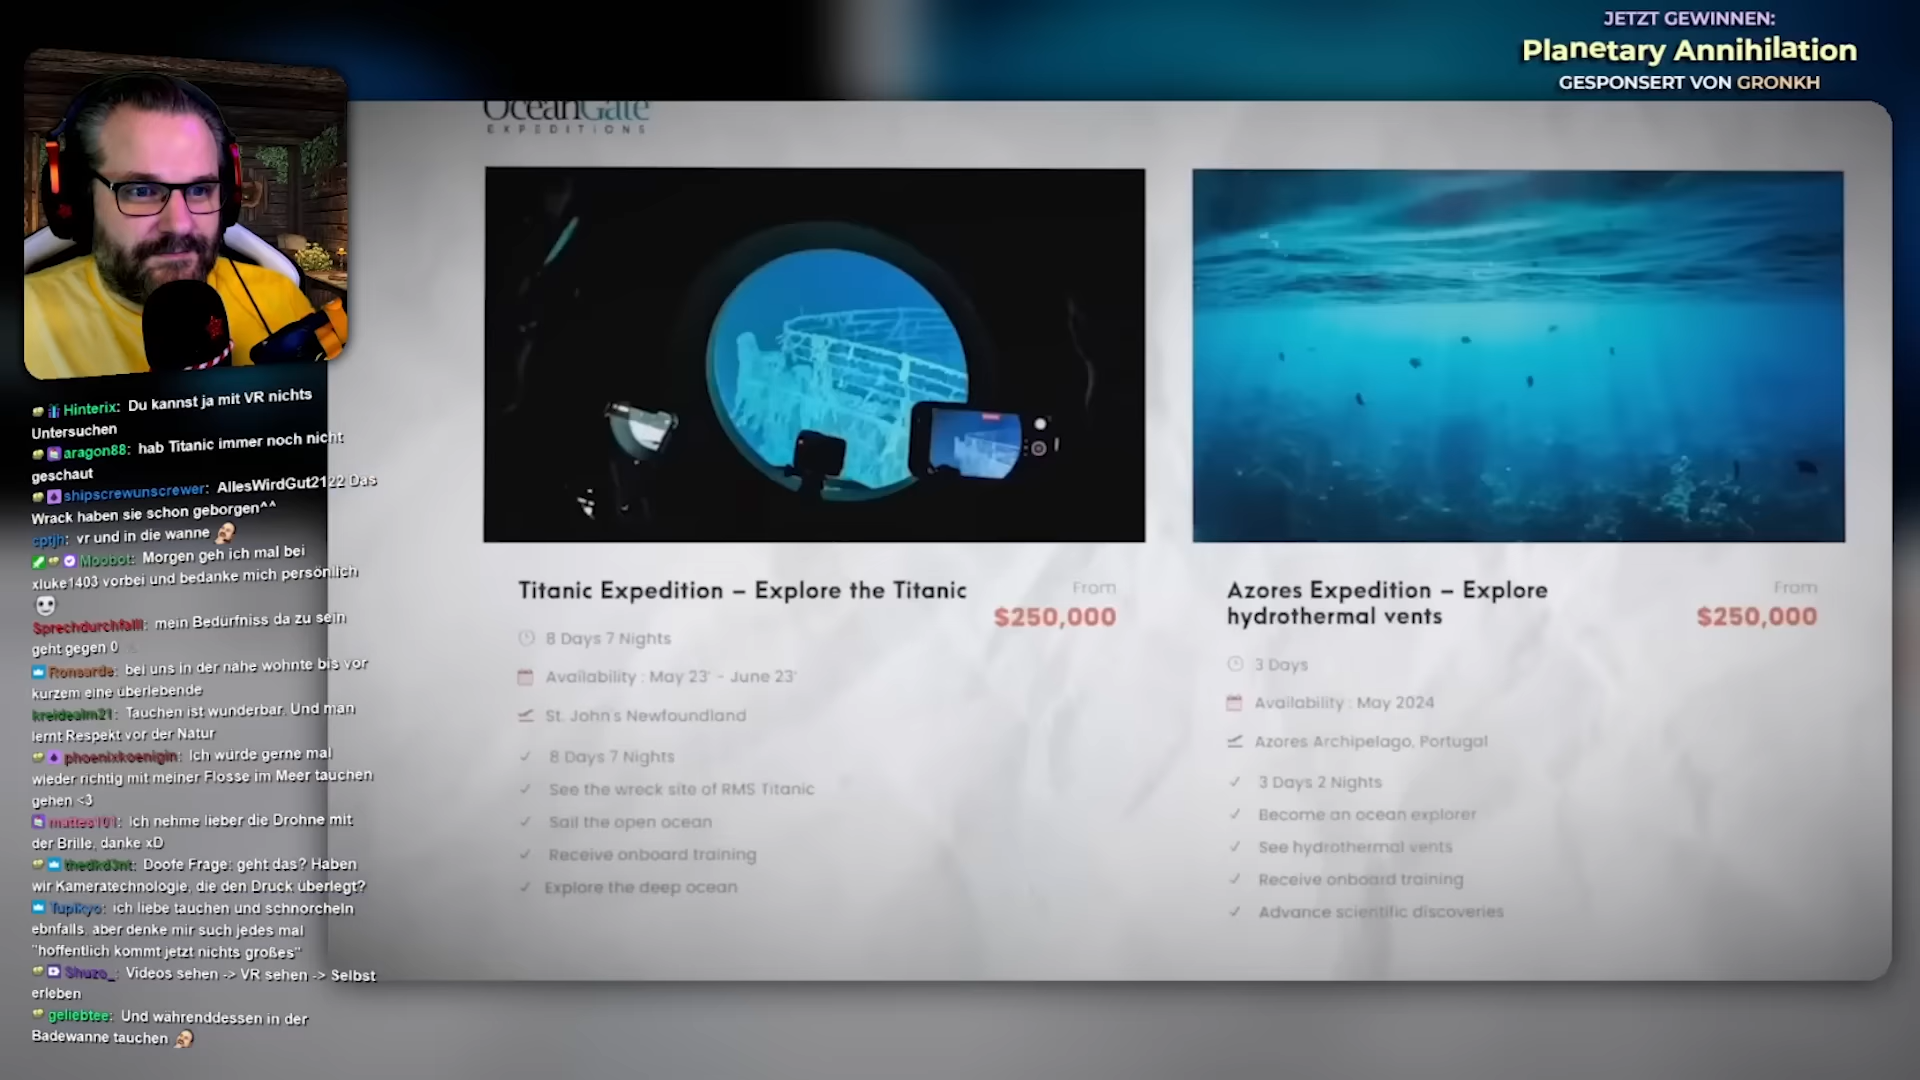 JETZT GEWINNEN:
Planetary Annihilation
GESPONSERT VON GRONKH
OceanGate
EXPEDITIONS
Titanic Expedition – Explore the Titanic
From
$250,000
8 Days 7 Nights
Availability : May 23' - June 23'
St. John's Newfoundland
8 Days 7 Nights
See the wreck site of RMS Titanic
Sail the open ocean
Receive onboard training
Explore the deep ocean
Azores Expedition – Explore
hydrothermal vents
From
$250,000
3 Days
Availability : May 2024
Azores Archipelago, Portugal
3 Days 2 Nights
Become an ocean explorer
See hydrothermal vents
Receive onboard training
Advance scientific discoveries
Hinterix: Du kannst ja mit VR nichts
Untersuchen
aragon88: hab Titanic immer noch nicht
geschaut
shipscrewunscrewer: AllesWirdGut2122 Das
Wrack haben sie schon geborgen^^
cptjh: vr und in die wanne
Moobot: Morgen geh ich mal bei
xluke1403 vorbei und bedanke mich persönlich
Sprechdurchfalll: mein Bedürfniss da zu sein
geht gegen 0
Ronsarde: bei uns in der nähe wohnte bis vor
kurzem eine überlebende
kreidealm21: Tauchen ist wunderbar. Und man
lernt Respekt vor der Natur
phoenixkoenigin: Ich würde gerne mal
wieder richtig mit meiner Flosse im Meer tauchen
gehen <3
mattes101: Ich nehme lieber die Drohne mit
der Brille, danke xD
thedkd3nt: Doofe Frage: geht das? Haben
wir Kameratechnologie, die den Druck überlegt?
Tupikyo: ich liebe tauchen und schnorcheln
ebnfalls, aber denke mir such jedes mal
"hoffentlich kommt jetzt nichts großes"
Shuzo_: Videos sehen -> VR sehen -> Selbst
erleben
geliebtee: Und währenddessen in der
Badewanne tauchen